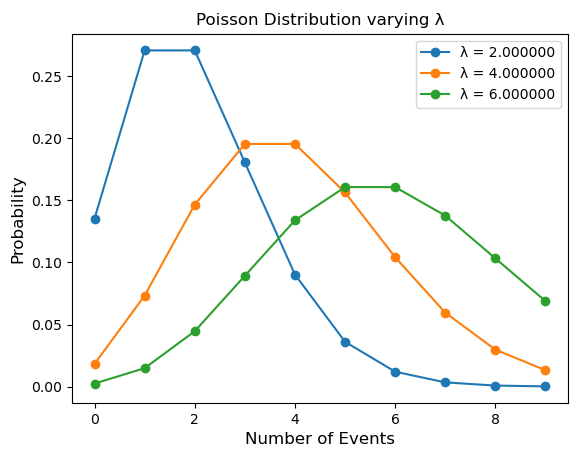 Poisson Distribution varying λ
λ = 2.000000
λ = 4.000000
λ = 6.000000
Probability
0.25
0.20
0.15
0.10
0.05
0.00
0 2 4 6 8
Number of Events